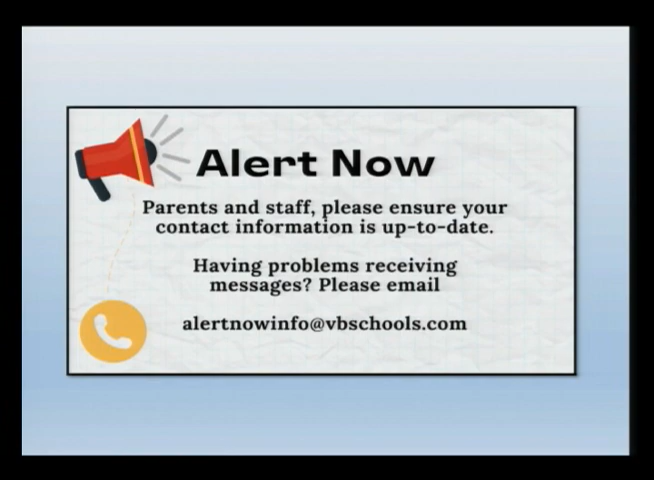 Alert Now
Parents and staff, please ensure your
contact information is up-to-date.
Having problems receiving
messages? Please email
alertnowinfo@vbschools.com